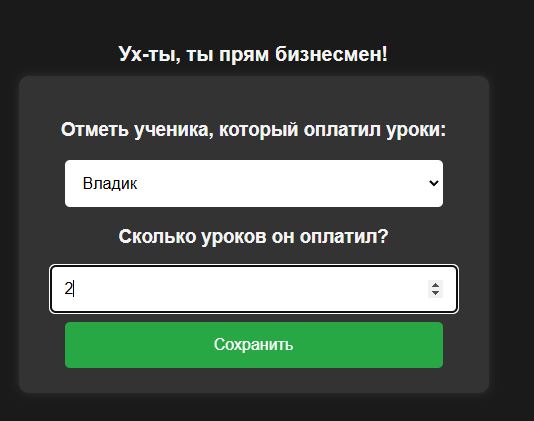 Ух-ты, ты прям бизнесмен!
Отметь ученика, который оплатил уроки:
Владик
Сколько уроков он оплатил?
2
Сохранить